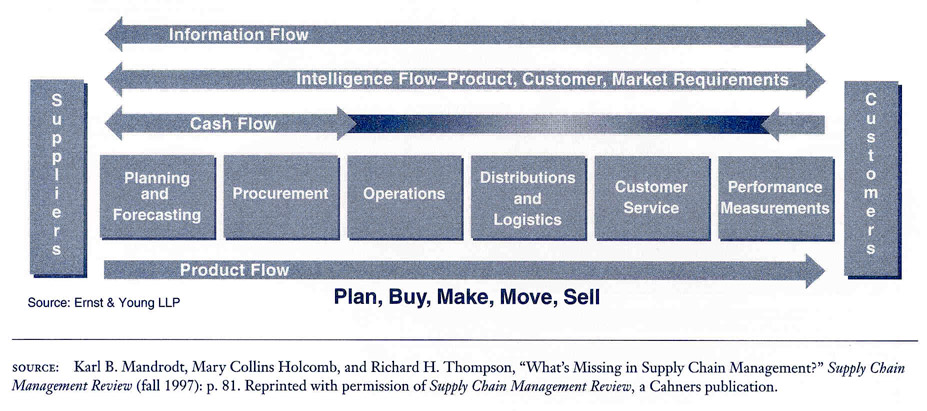 Information Flow
Intelligence Flow–Product, Customer, Market Requirements
Cash Flow
Suppliers
Planning
and
Forecasting
Procurement
Operations
Distributions
and
Logistics
Customer
Service
Performance
Measurements
Customers
Product Flow
Plan, Buy, Make, Move, Sell
Source: Ernst & Young LLP
SOURCE: Karl B. Mandrodt, Mary Collins Holcomb, and Richard H. Thompson, “What’s Missing in Supply Chain Management?” Supply Chain
Management Review (fall 1997): p. 81. Reprinted with permission of Supply Chain Management Review, a Cahners publication.